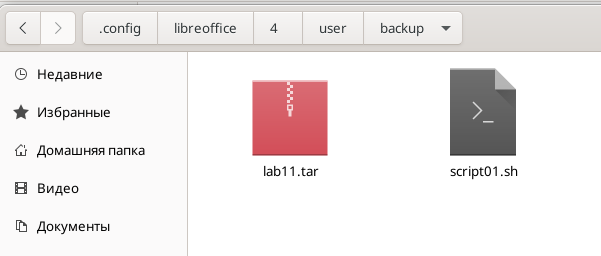 .config libreoffice 4 user backup
Недавние
Избранные
Домашняя папка
Видео
Документы
lab11.tar script01.sh